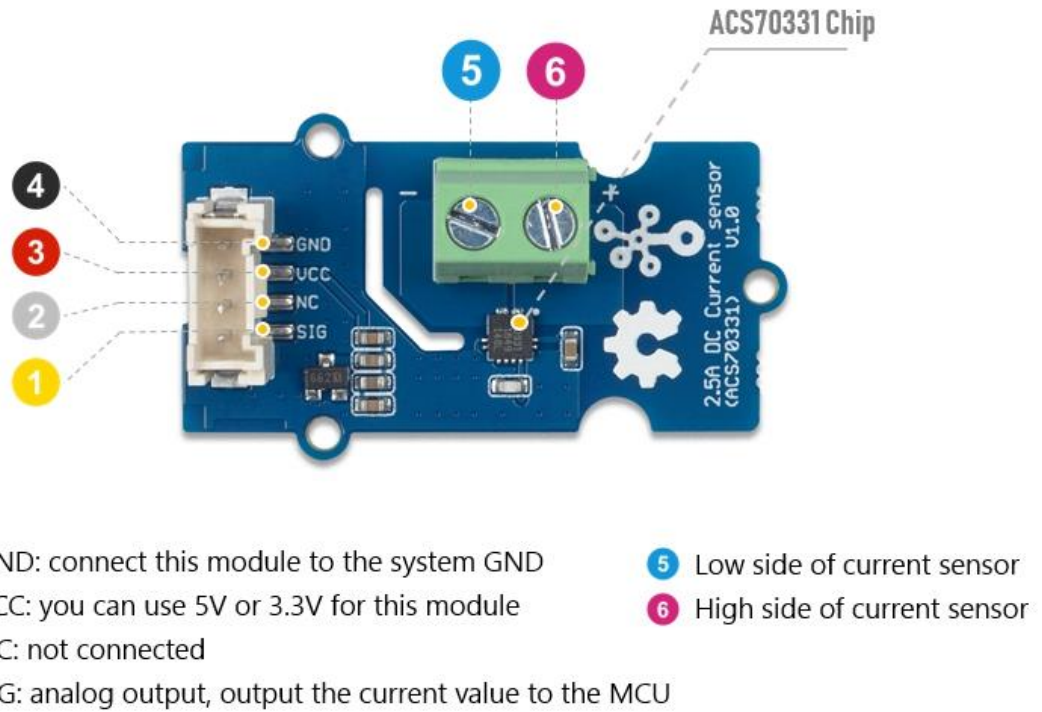 ACS70331 Chip
5 6
4
3
2
1
GND
VCC
NC
SIG
662K
2.5A DC Current sensor
(ACS70331) V1.0
ND: connect this module to the system GND
CC: you can use 5V or 3.3V for this module
C: not connected
G: analog output, output the current value to the MCU
5 Low side of current sensor
6 High side of current sensor